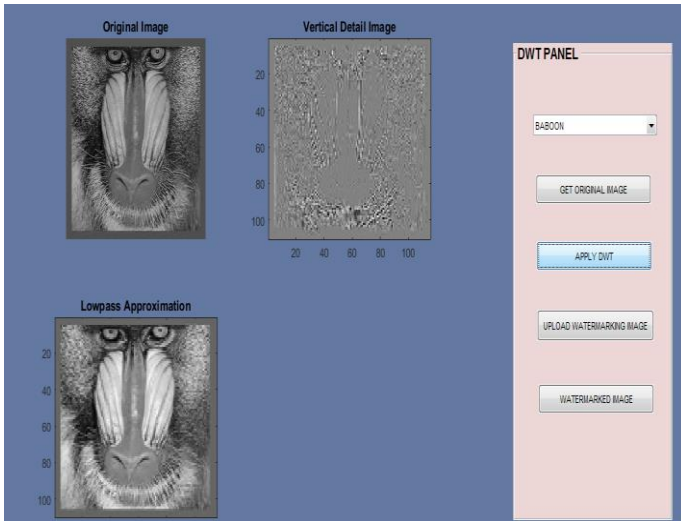 Original Image
Vertical Detail Image
20
40
60
80
100
20 40 60 80 100
Lowpass Approximation
20
40
60
80
100
DWT PANEL
BABOON
GET ORIGINAL IMAGE
APPLY DWT
UPLOAD WATERMARKING IMAGE
WATERMARKED IMAGE